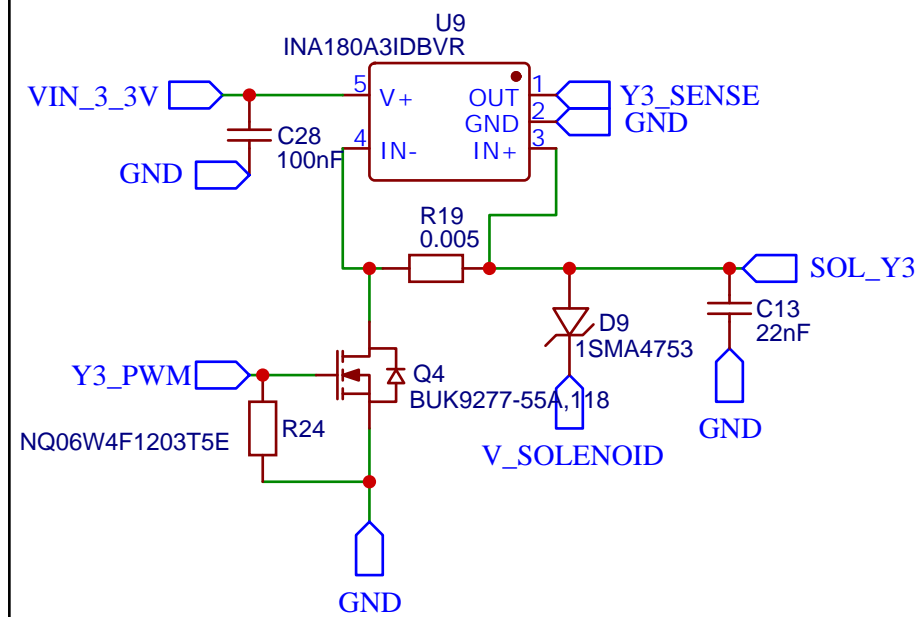 U9
INA180A3IDBVR
VIN_3_3V
5
V+
OUT
1
Y3_SENSE
GND
2
GND
C28
100nF
4
IN-
IN+
3
GND
R19
0.005
SOL_Y3
D9
1SMA4753
C13
22nF
Y3_PWM
Q4
BUK9277-55A,118
NQ06W4F1203T5E
R24
V_SOLENOID
GND
GND